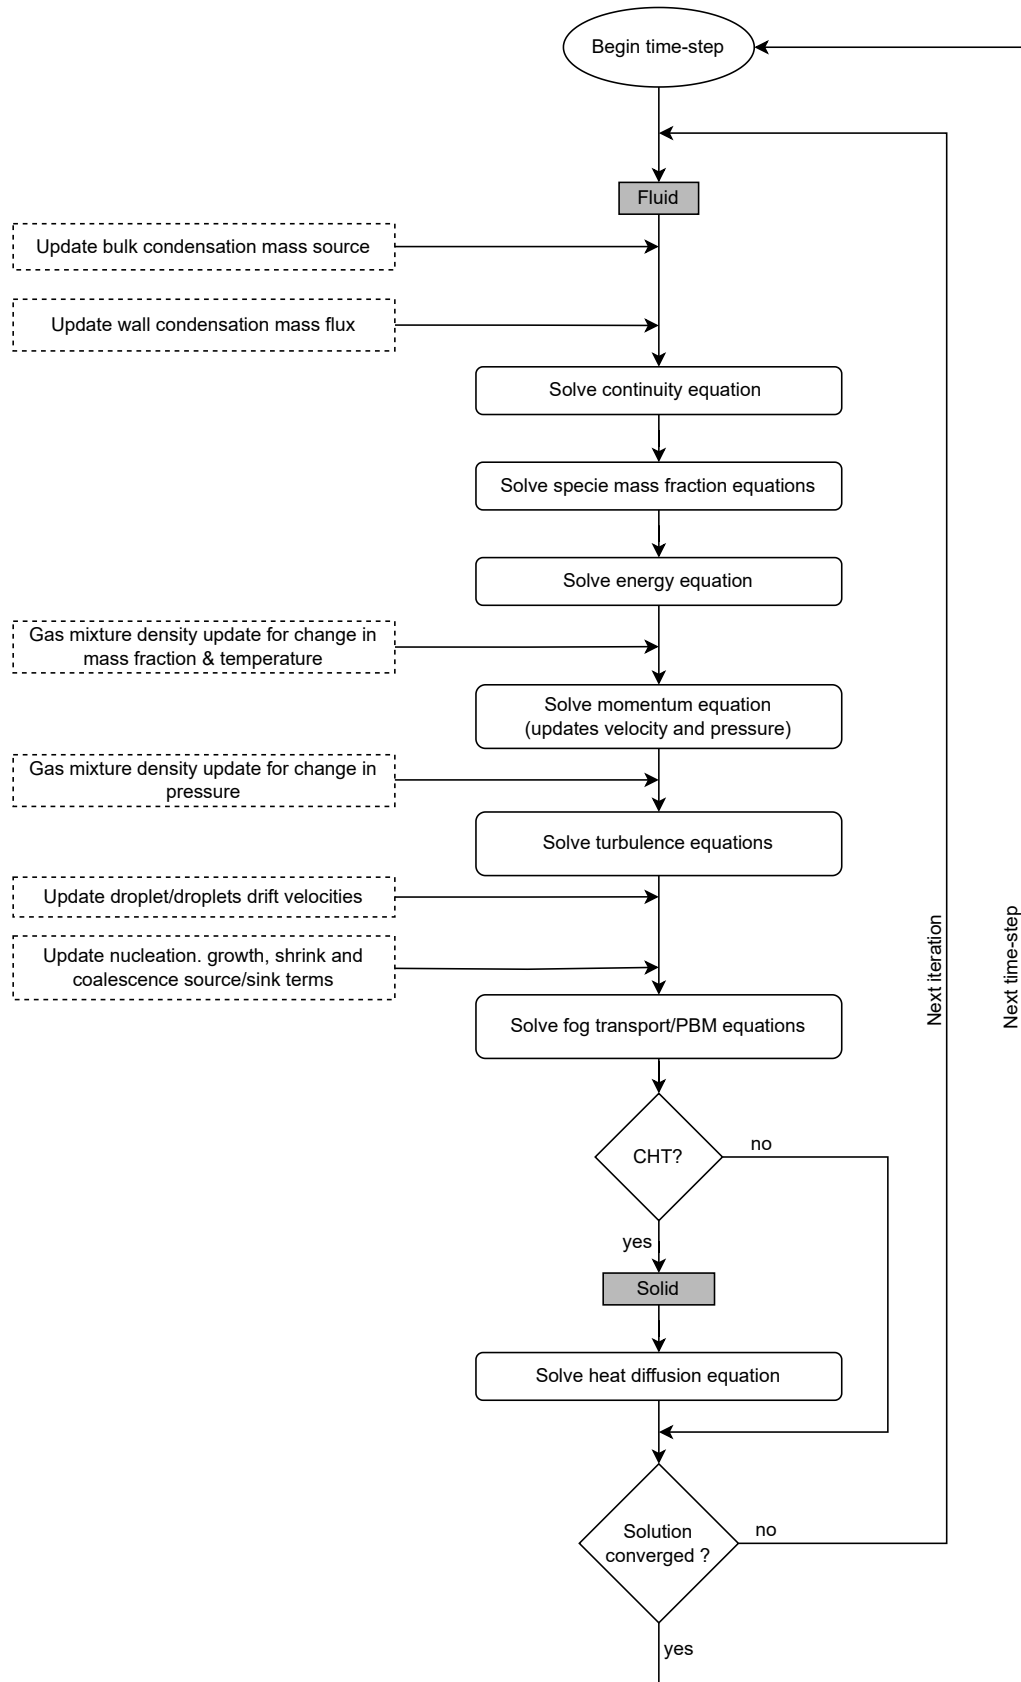 Begin time-step
Fluid
Update bulk condensation mass source
Update wall condensation mass flux
Solve continuity equation
Solve specie mass fraction equations
Solve energy equation
Gas mixture density update for change in
mass fraction & temperature
Solve momentum equation
(updates velocity and pressure)
Gas mixture density update for change in
pressure
Solve turbulence equations
Update droplet/droplets drift velocities
Update nucleation. growth, shrink and
coalescence source/sink terms
Solve fog transport/PBM equations
Next iteration
Next time-step
CHT?
no
yes
Solid
Solve heat diffusion equation
Solution
converged ?
no
yes